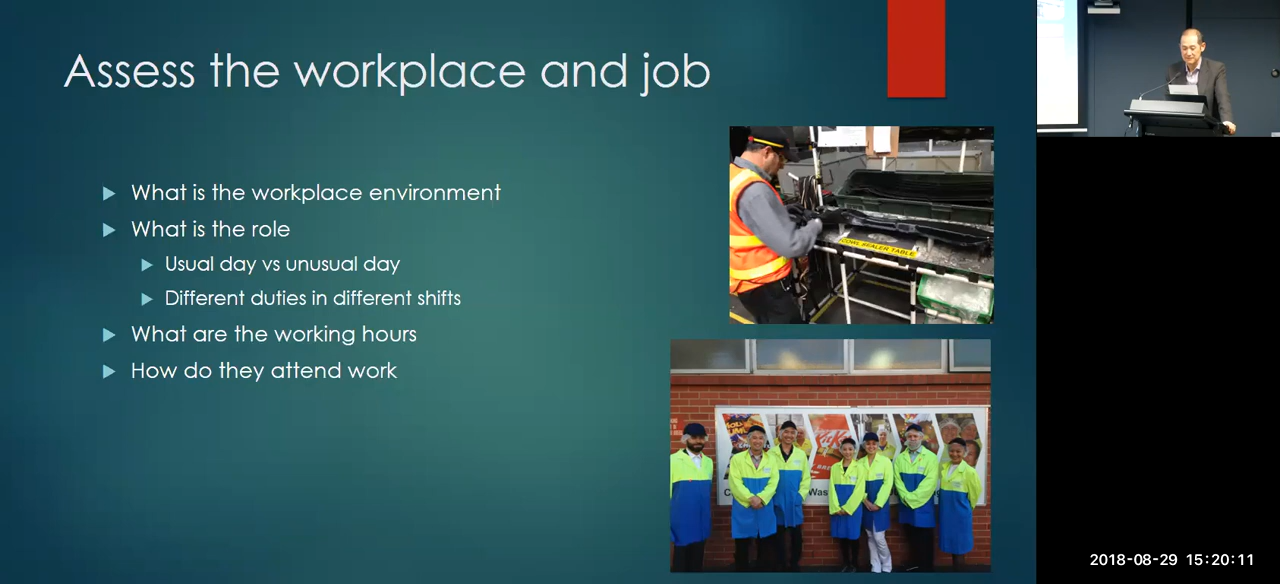 Assess the workplace and job
What is the workplace environment
What is the role
Usual day vs unusual day
Different duties in different shifts
What are the working hours
How do they attend work
SEALER TABLE
KitKat
Was
2018-08-29 15:20:11